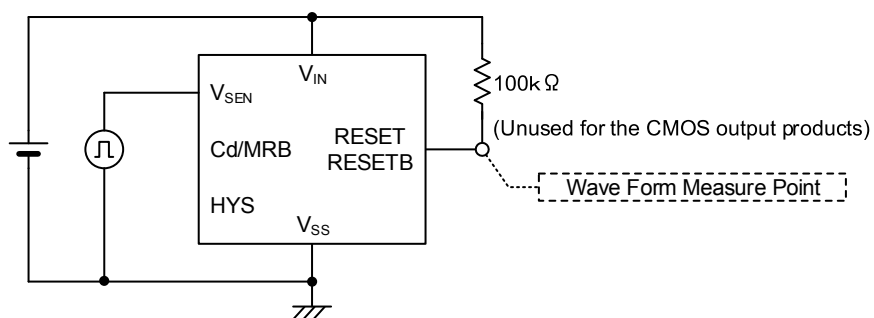 V_IN
V_SEN
100kΩ
(Unused for the CMOS output products)
RESET
Cd/MRB
RESETB
Wave Form Measure Point
HYS
V_SS